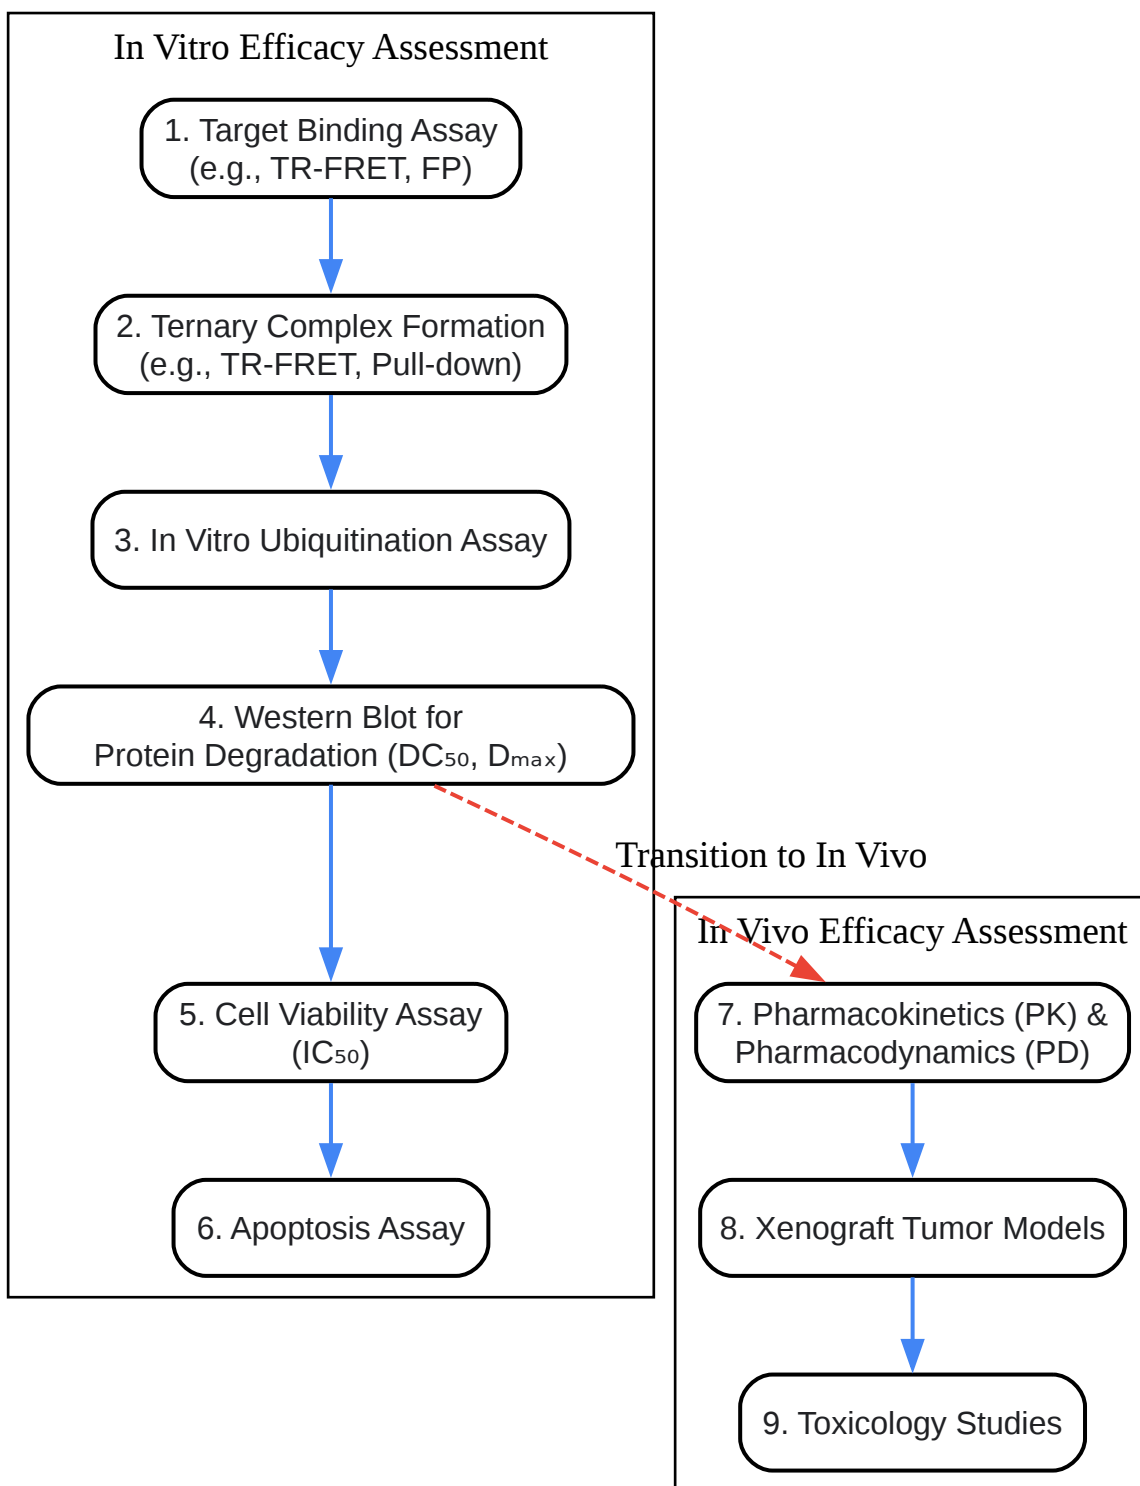 In Vitro Efficacy Assessment
1. Target Binding Assay
(e.g., TR-FRET, FP)
2. Ternary Complex Formation
(e.g., TR-FRET, Pull-down)
3. In Vitro Ubiquitination Assay
4. Western Blot for
Protein Degradation (DC₅₀, Dₘₐₓ)
Transition to In Vivo
In Vivo Efficacy Assessment
5. Cell Viability Assay
(IC₅₀)
6. Apoptosis Assay
7. Pharmacokinetics (PK) &
Pharmacodynamics (PD)
8. Xenograft Tumor Models
9. Toxicology Studies